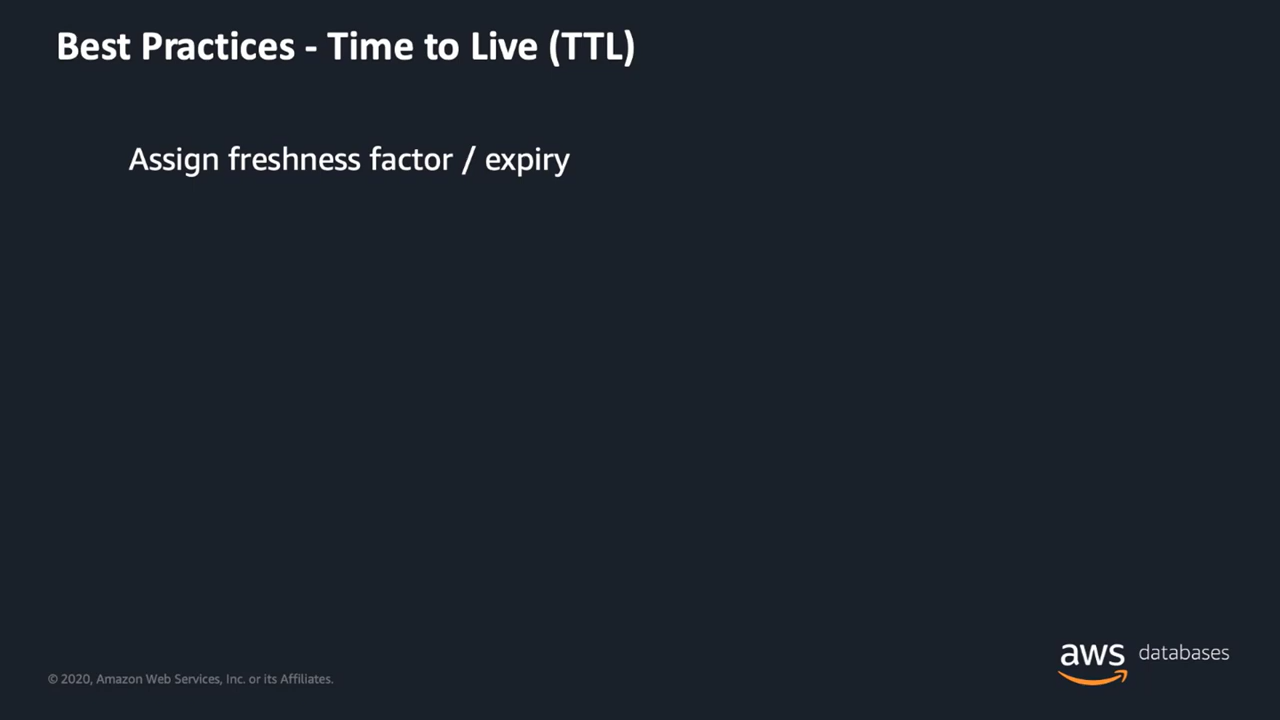 Best Practices - Time to Live (TTL)
Assign freshness factor / expiry
aws databases
© 2020, Amazon Web Services, Inc. or its Affiliates.